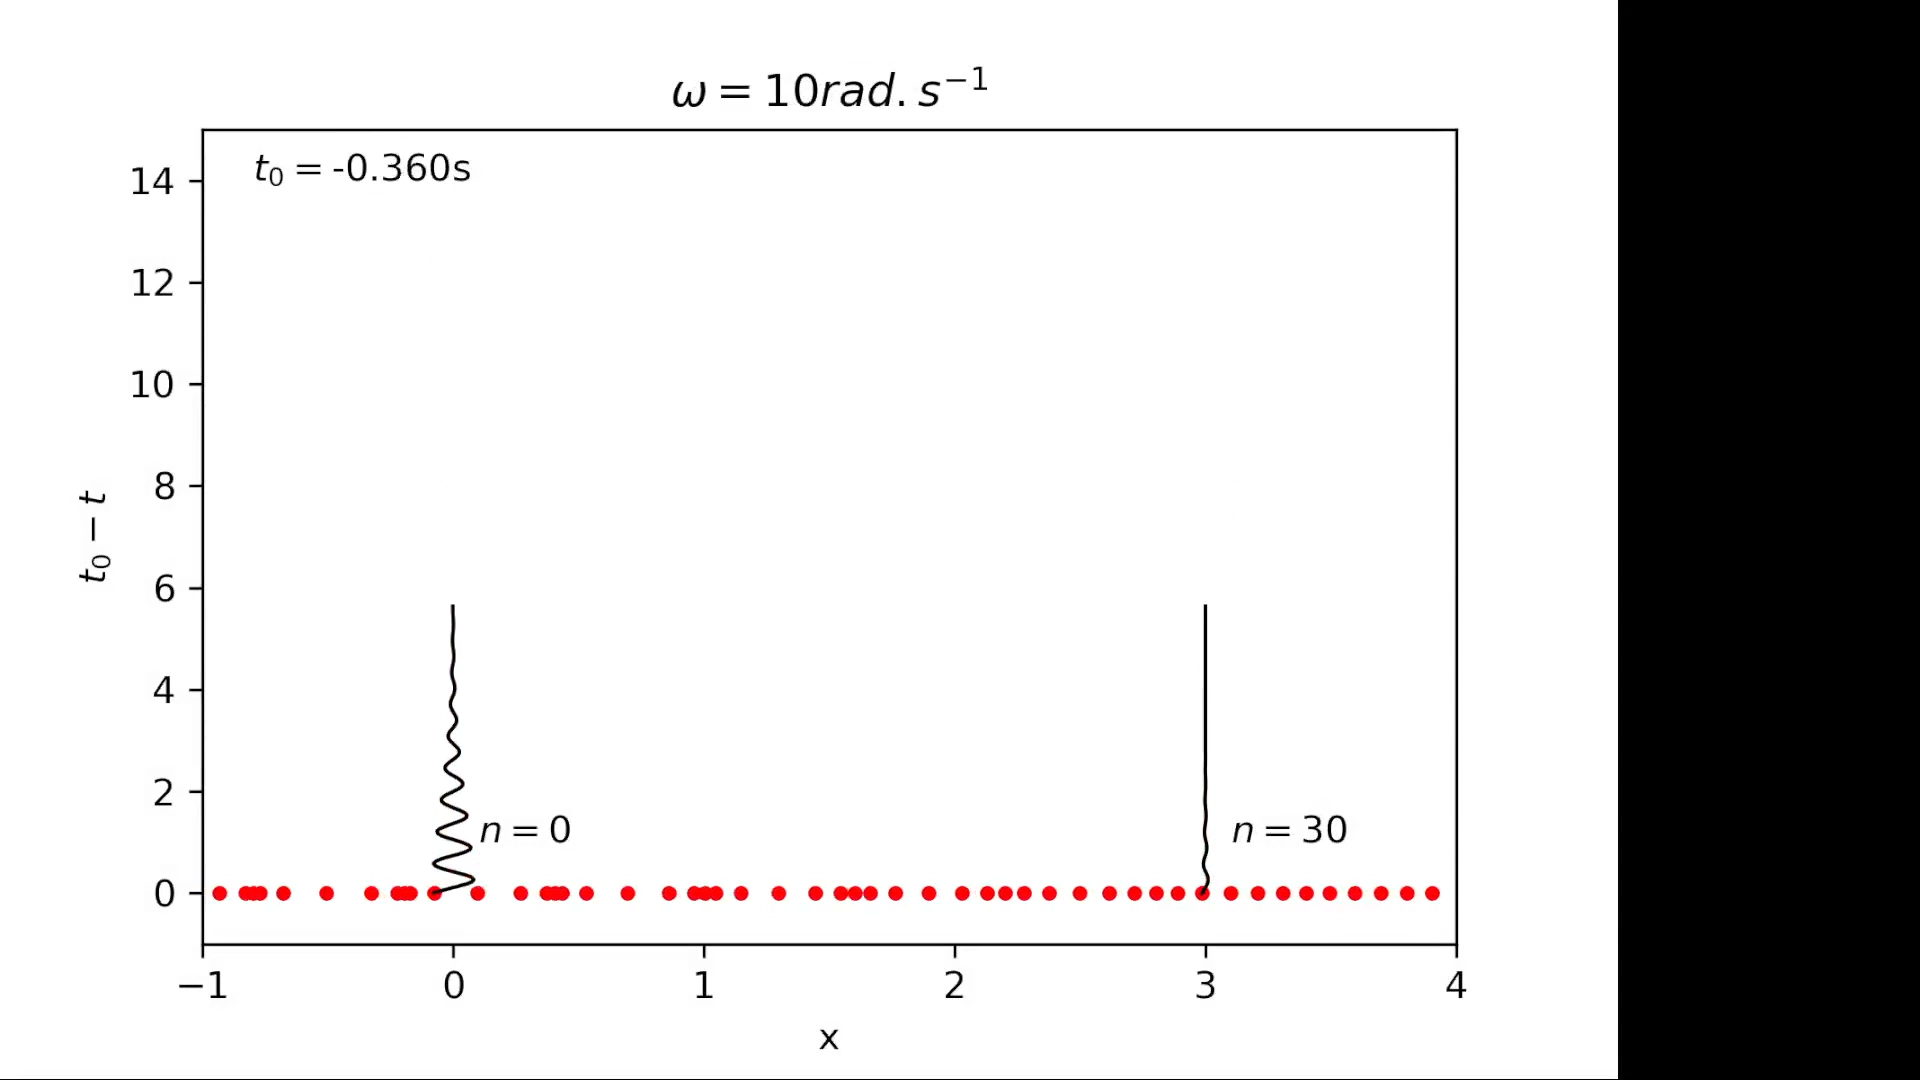 ω = 10rad.s⁻¹
t₀ = -0.360s
14
12
10
8
6
4
2
0
t₀ − t
n = 0
n = 30
−1 0 1 2 3 4
x